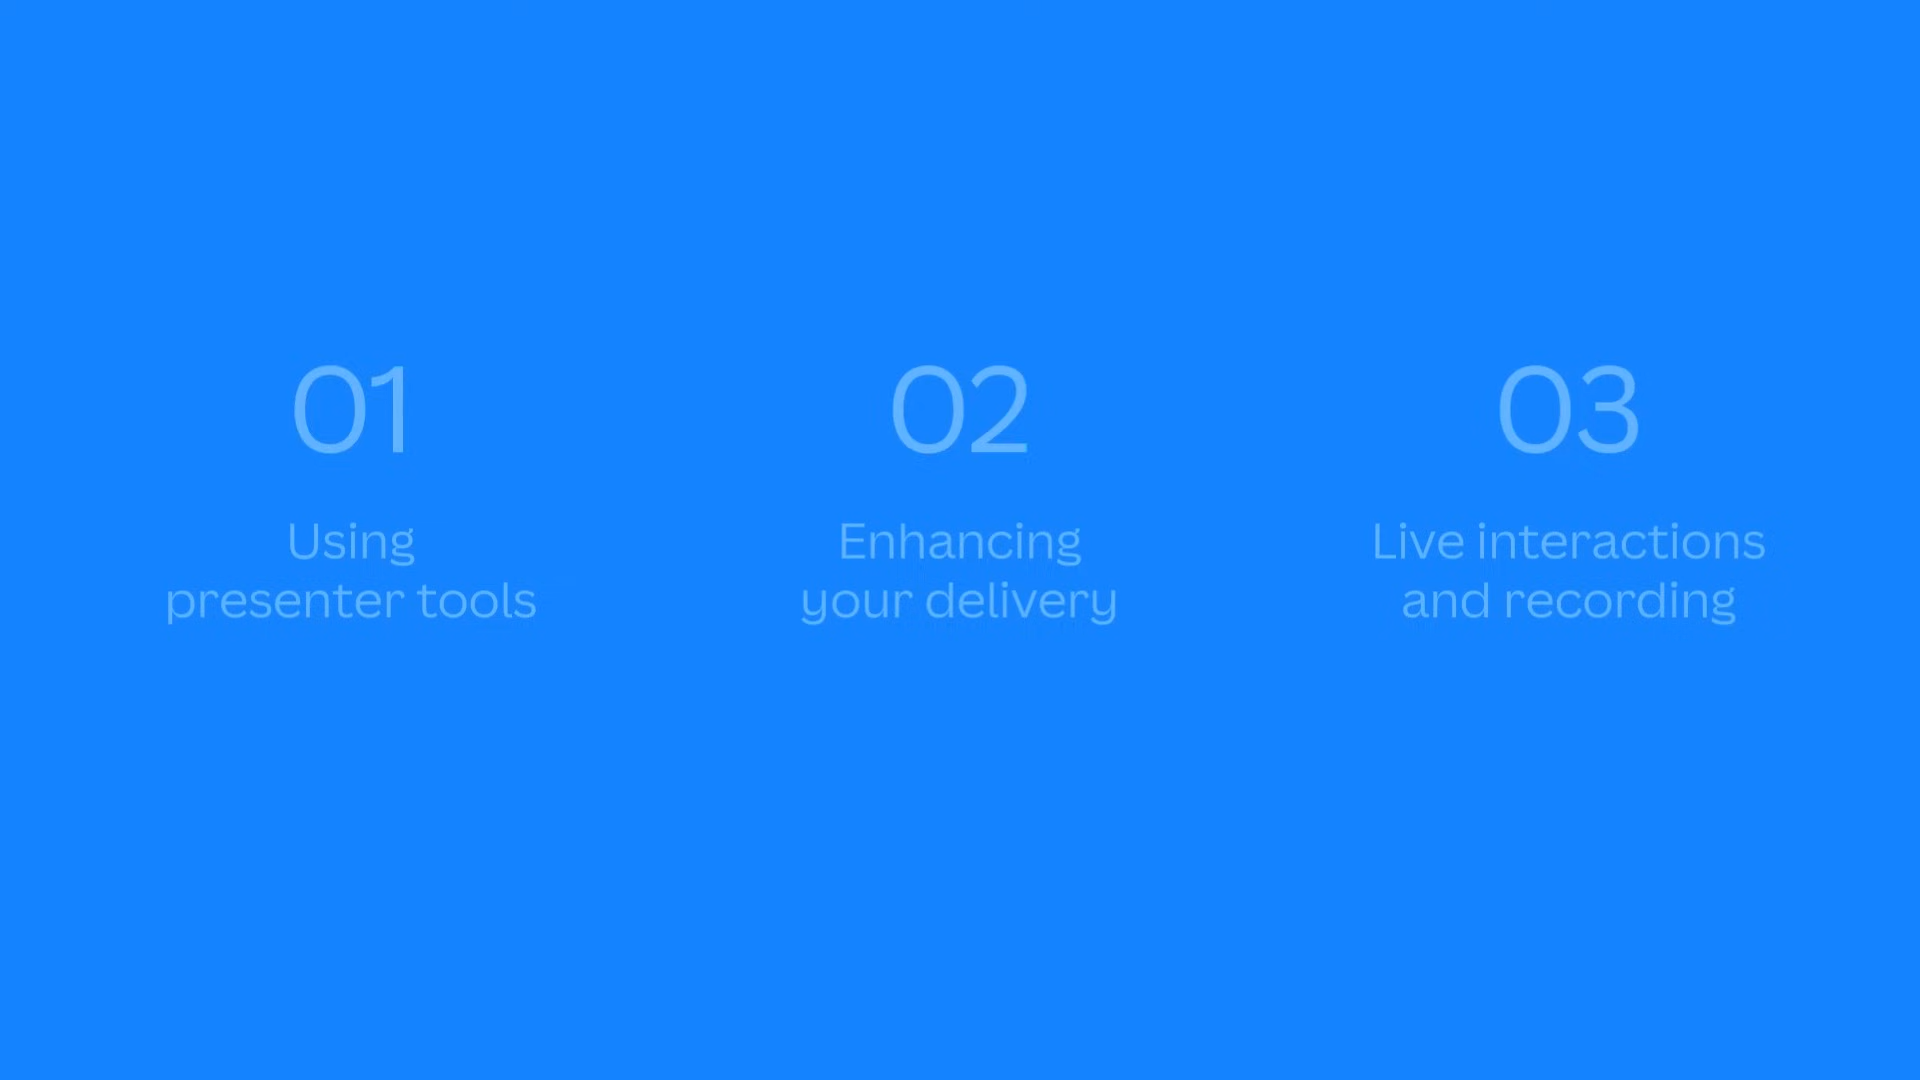 01
Using
presenter tools
02
Enhancing
your delivery
03
Live interactions
and recording